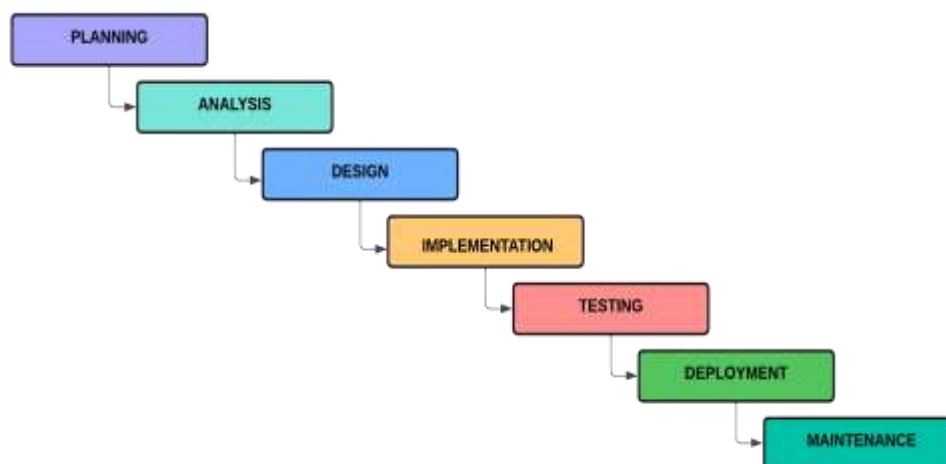 PLANNING
ANALYSIS
DESIGN
IMPLEMENTATION
TESTING
DEPLOYMENT
MAINTENANCE